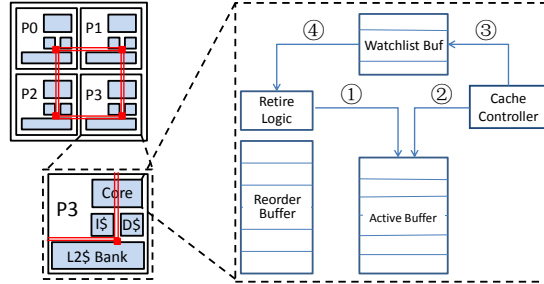 P0
P1
P2
P3
P3
Core
I$
D$
L2$ Bank
④
Watchlist Buf
③
Retire
Logic
①
②
Cache
Controller
Reorder
Buffer
Active Buffer